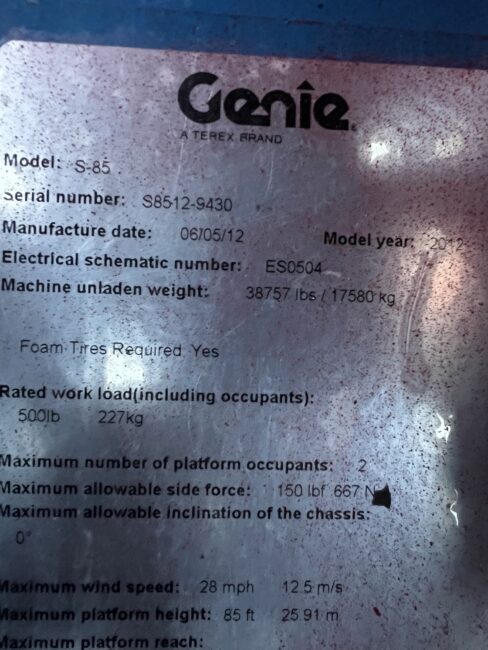 Genie
A TEREX BRAND
Model: S-85
Serial number: S8512-9430
Manufacture date: 06/05/12 Model year: 2012
Electrical schematic number: ES0504
Machine unladen weight: 38757 lbs / 17580 kg
Foam Tires Required Yes
Rated work load(including occupants):
500lb 227kg
Maximum number of platform occupants: 2
Maximum allowable side force: 150 lbf 667 N
Maximum allowable inclination of the chassis:
0°
Maximum wind speed: 28 mph 12.5 m/s
Maximum platform height: 85 ft 25.91 m
Maximum platform reach: